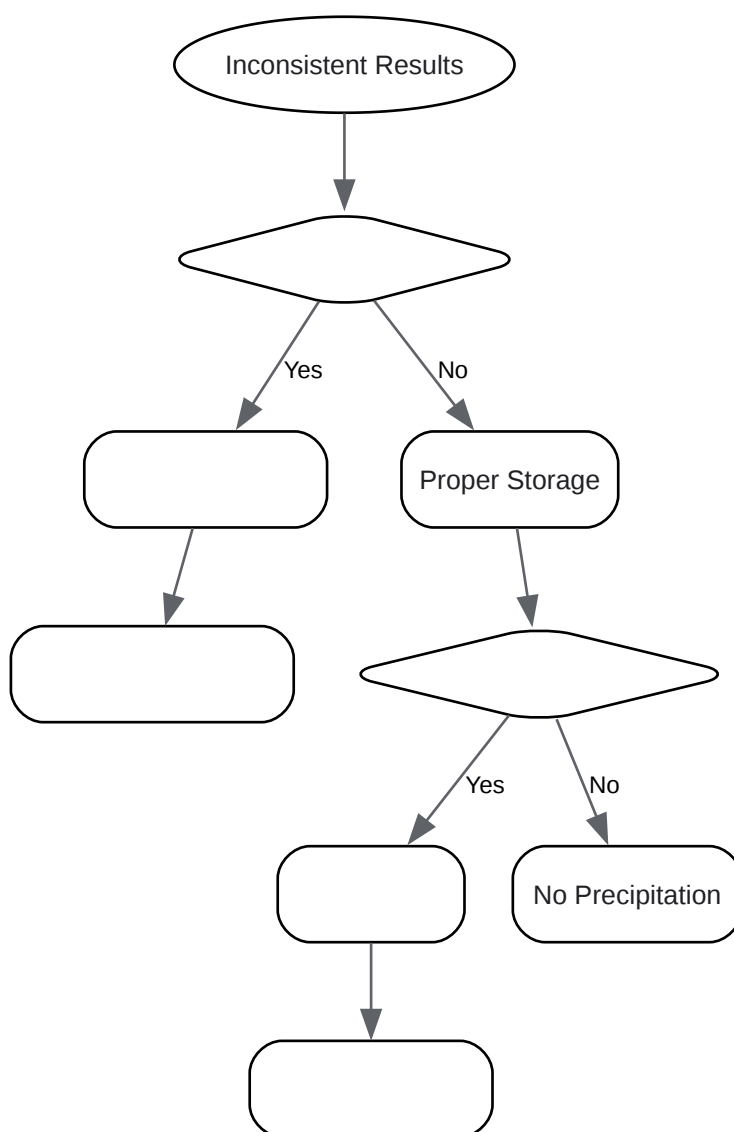 Inconsistent Results
Yes
No
Proper Storage
Yes
No
No Precipitation